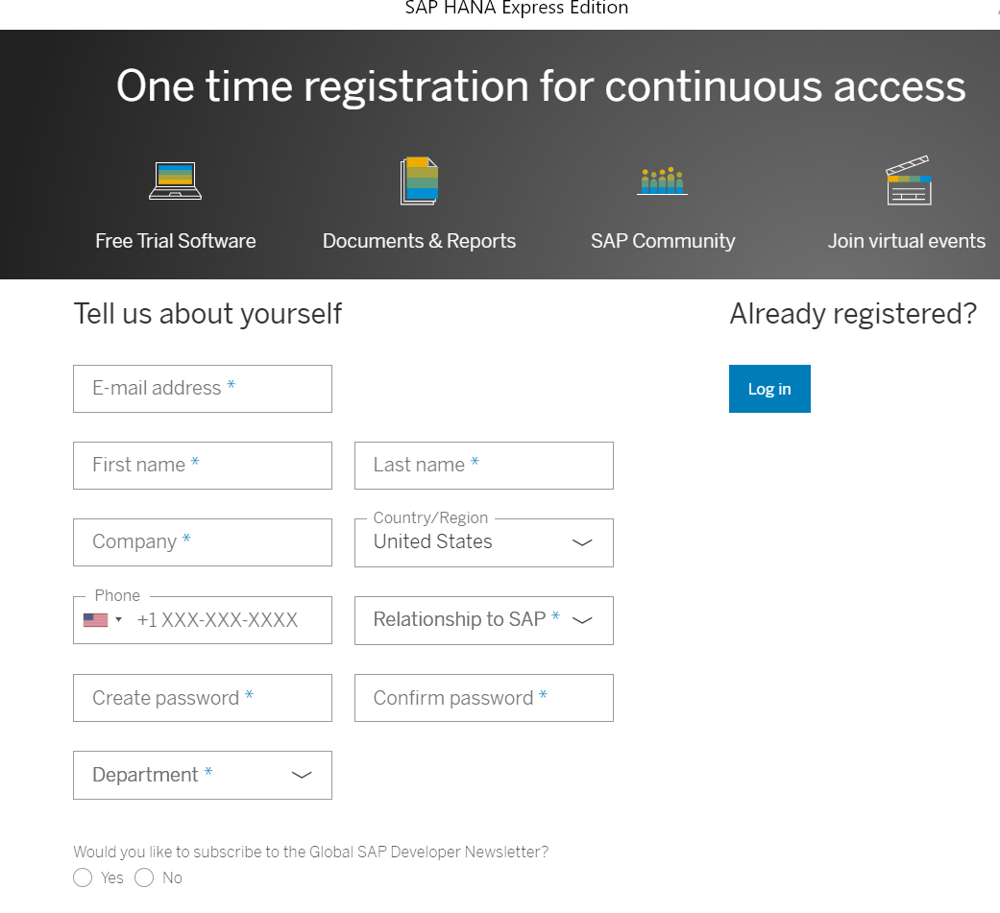 SAP HANA Express Edition
One time registration for continuous access
Free Trial Software
Documents & Reports
SAP Community
Join virtual events
Tell us about yourself
Already registered?
E-mail address *
Log in
First name *
Last name *
Company *
Country/Region
United States
Phone
+1 XXX-XXX-XXXX
Relationship to SAP *
Create password *
Confirm password *
Department *
Would you like to subscribe to the Global SAP Developer Newsletter?
Yes
No